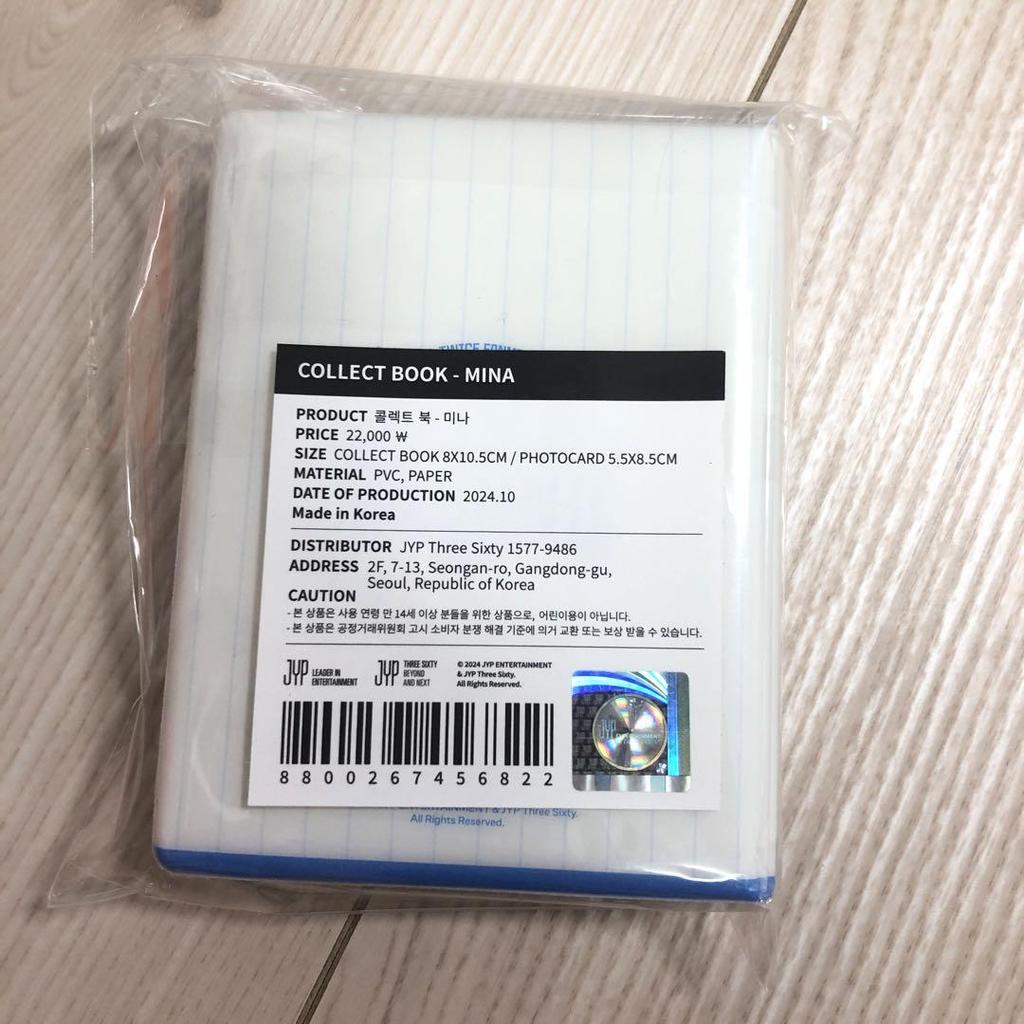 COLLECT BOOK - MINA
PRODUCT 콜렉트 북 - 미나
PRICE 22,000 ₩
SIZE COLLECT BOOK 8X10.5CM / PHOTOCARD 5.5X8.5CM
MATERIAL PVC, PAPER
DATE OF PRODUCTION 2024.10
Made in Korea
DISTRIBUTOR JYP Three Sixty 1577-9486
ADDRESS 2F, 7-13, Seongan-ro, Gangdong-gu,
Seoul, Republic of Korea
CAUTION
- 본 상품은 사용 연령 만 14세 이상 분들을 위한 상품으로, 어린이용이 아닙니다.
- 본 상품은 공정거래위원회 고시 소비자 분쟁 해결 기준에 의거 교환 또는 보상 받을 수 있습니다.
JYP LEADER IN
ENTERTAINMENT
JYP THREE SIXTY
BEYOND
AND NEXT
© 2024 JYP ENTERTAINMENT
& JYP Three Sixty.
All Rights Reserved.
8800267456822
JYP
ENTERTAINMENT & JYP Three Sixty.
All Rights Reserved.